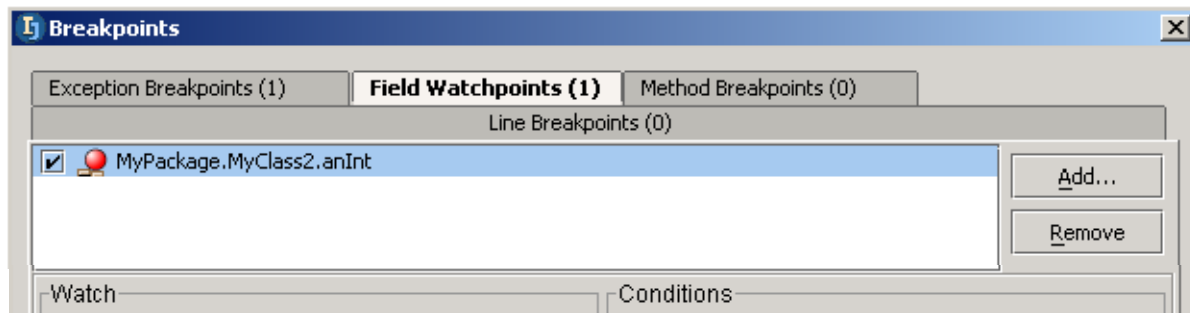 Breakpoints
Exception Breakpoints (1) Field Watchpoints (1) Method Breakpoints (0)
Line Breakpoints (0)
MyPackage.MyClass2.anInt
Add...
Remove
Watch Conditions